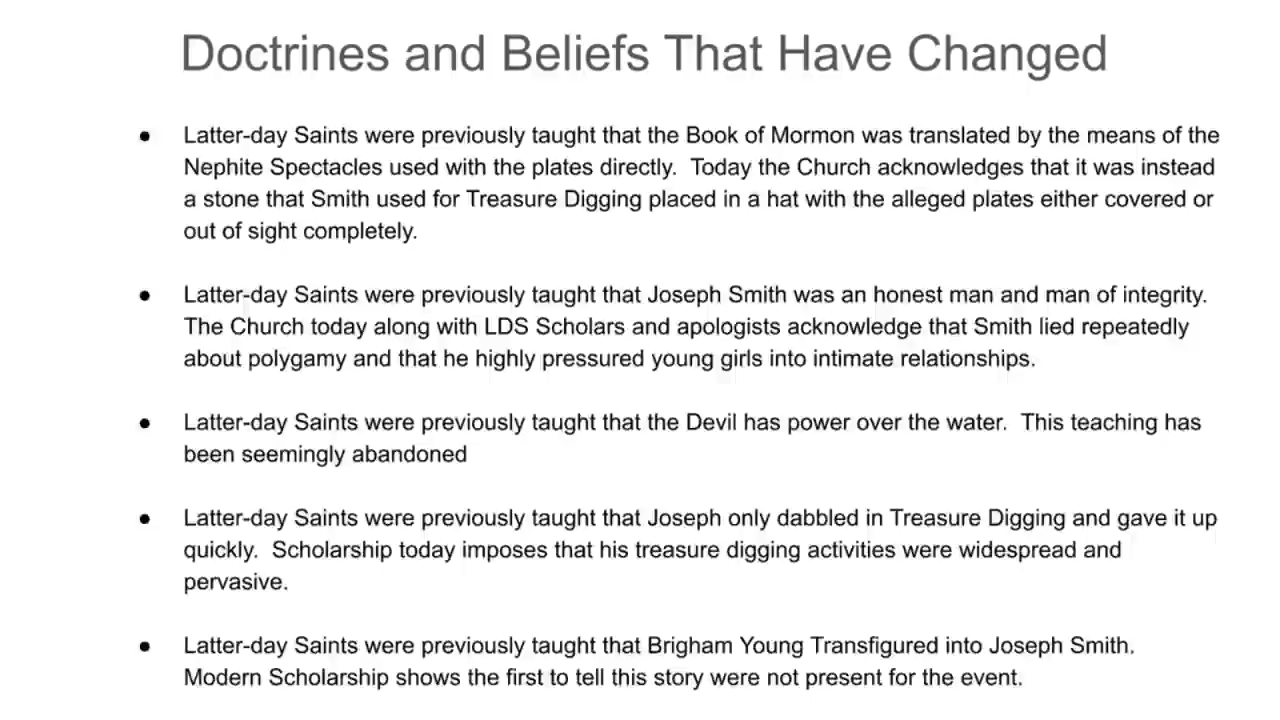 Doctrines and Beliefs That Have Changed
● Latter-day Saints were previously taught that the Book of Mormon was translated by the means of the
Nephite Spectacles used with the plates directly.  Today the Church acknowledges that it was instead
a stone that Smith used for Treasure Digging placed in a hat with the alleged plates either covered or
out of sight completely.
● Latter-day Saints were previously taught that Joseph Smith was an honest man and man of integrity.
The Church today along with LDS Scholars and apologists acknowledge that Smith lied repeatedly
about polygamy and that he highly pressured young girls into intimate relationships.
● Latter-day Saints were previously taught that the Devil has power over the water.  This teaching has
been seemingly abandoned
● Latter-day Saints were previously taught that Joseph only dabbled in Treasure Digging and gave it up
quickly.  Scholarship today imposes that his treasure digging activities were widespread and
pervasive.
● Latter-day Saints were previously taught that Brigham Young Transfigured into Joseph Smith.
Modern Scholarship shows the first to tell this story were not present for the event.